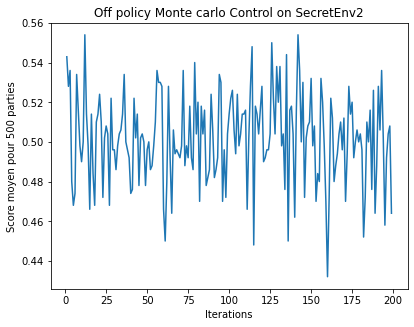 Off policy Monte carlo Control on SecretEnv2
Score moyen pour 500 parties
0.56
0.54
0.52
0.50
0.48
0.46
0.44
0 25 50 75 100 125 150 175 200
Iterations